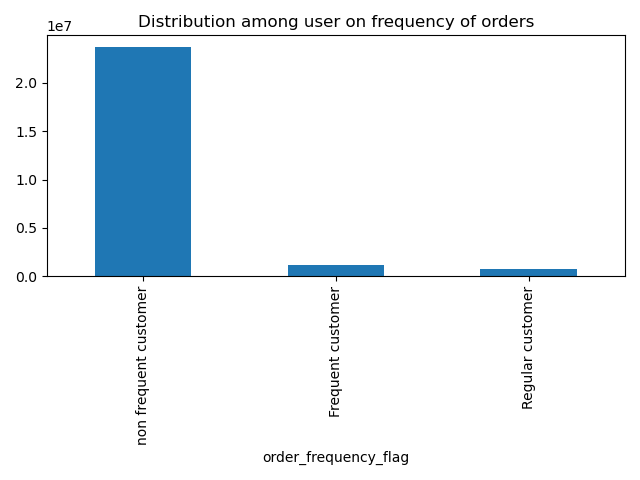 Distribution among user on frequency of orders
1e7
2.0
1.5
1.0
0.5
0.0
non frequent customer
Frequent customer
Regular customer
order_frequency_flag